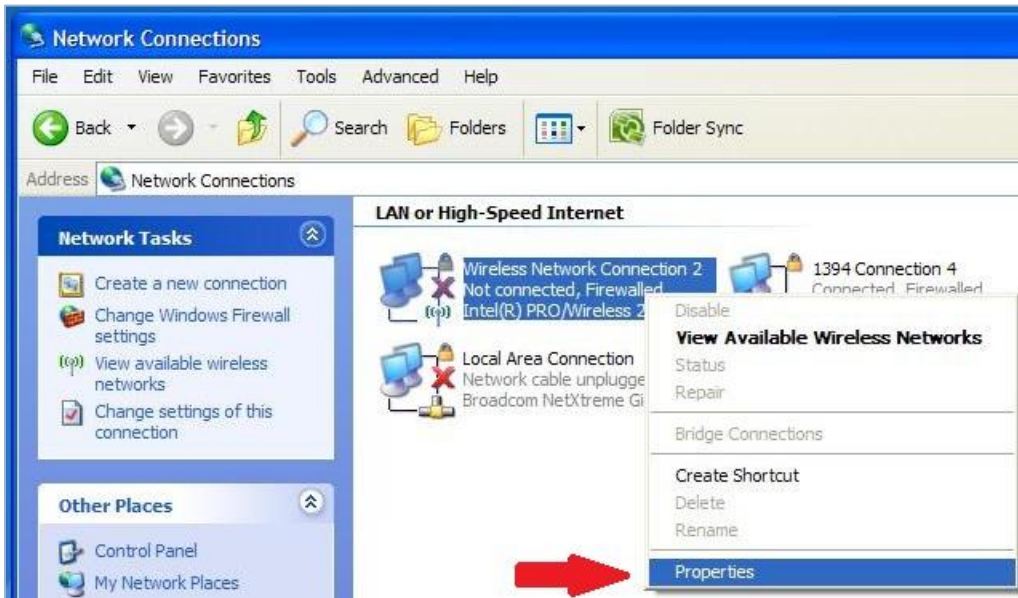 Network Connections
File Edit View Favorites Tools Advanced Help
Back Search Folders Folder Sync
Address Network Connections
Network Tasks
Create a new connection
Change Windows Firewall
settings
View available wireless
networks
Change settings of this
connection
Other Places
Control Panel
My Network Places
LAN or High-Speed Internet
Wireless Network Connection 2
Not connected, Firewalled
Intel(R) PRO/Wireless 2
1394 Connection 4
Connected, Firewalled
Local Area Connection
Network cable unplugge
Broadcom NetXtreme Gi
Disable
View Available Wireless Networks
Status
Repair
Bridge Connections
Create Shortcut
Delete
Rename
Properties